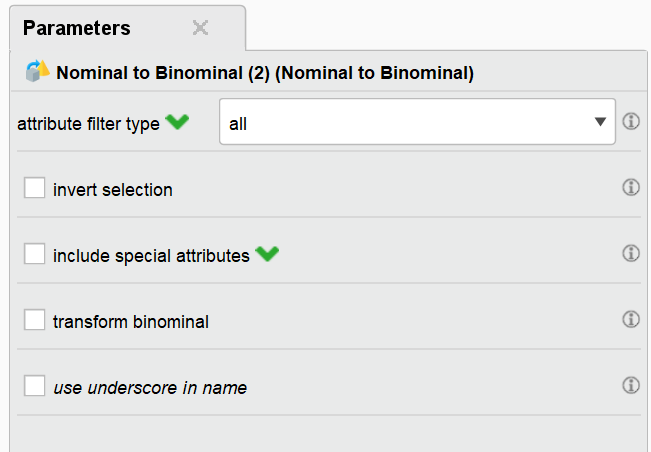 Parameters
Nominal to Binominal (2) (Nominal to Binominal)
attribute filter type all
invert selection
include special attributes
transform binominal
use underscore in name